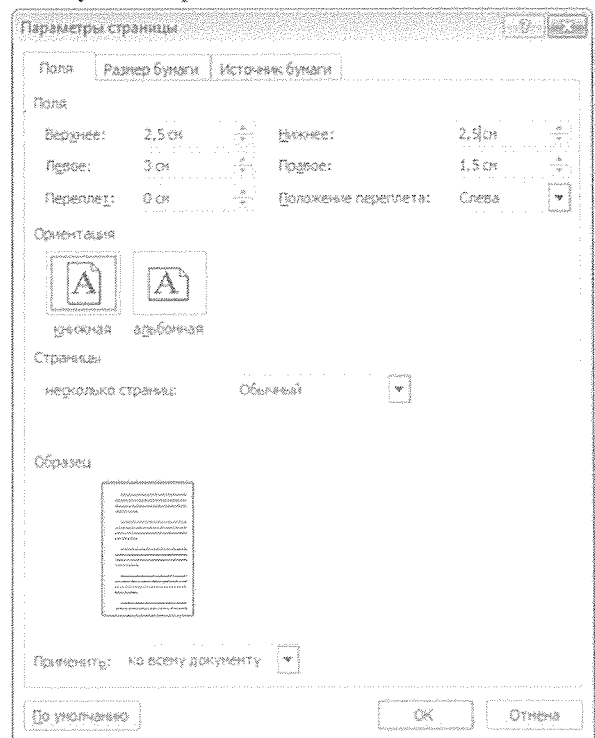 Параметры страницы
Поля Размер бумаги Источник бумаги
Поля
Верхнее: 2,5 см Нижнее: 2,5 см
Левое: 3 см Правое: 1,5 см
Переплет: 0 см Положение переплета: Слева
Ориентация
A A
книжная альбомная
Страницы
несколько страниц: Обычный
Образец
Применить: ко всему документу
По умолчанию ОК Отмена